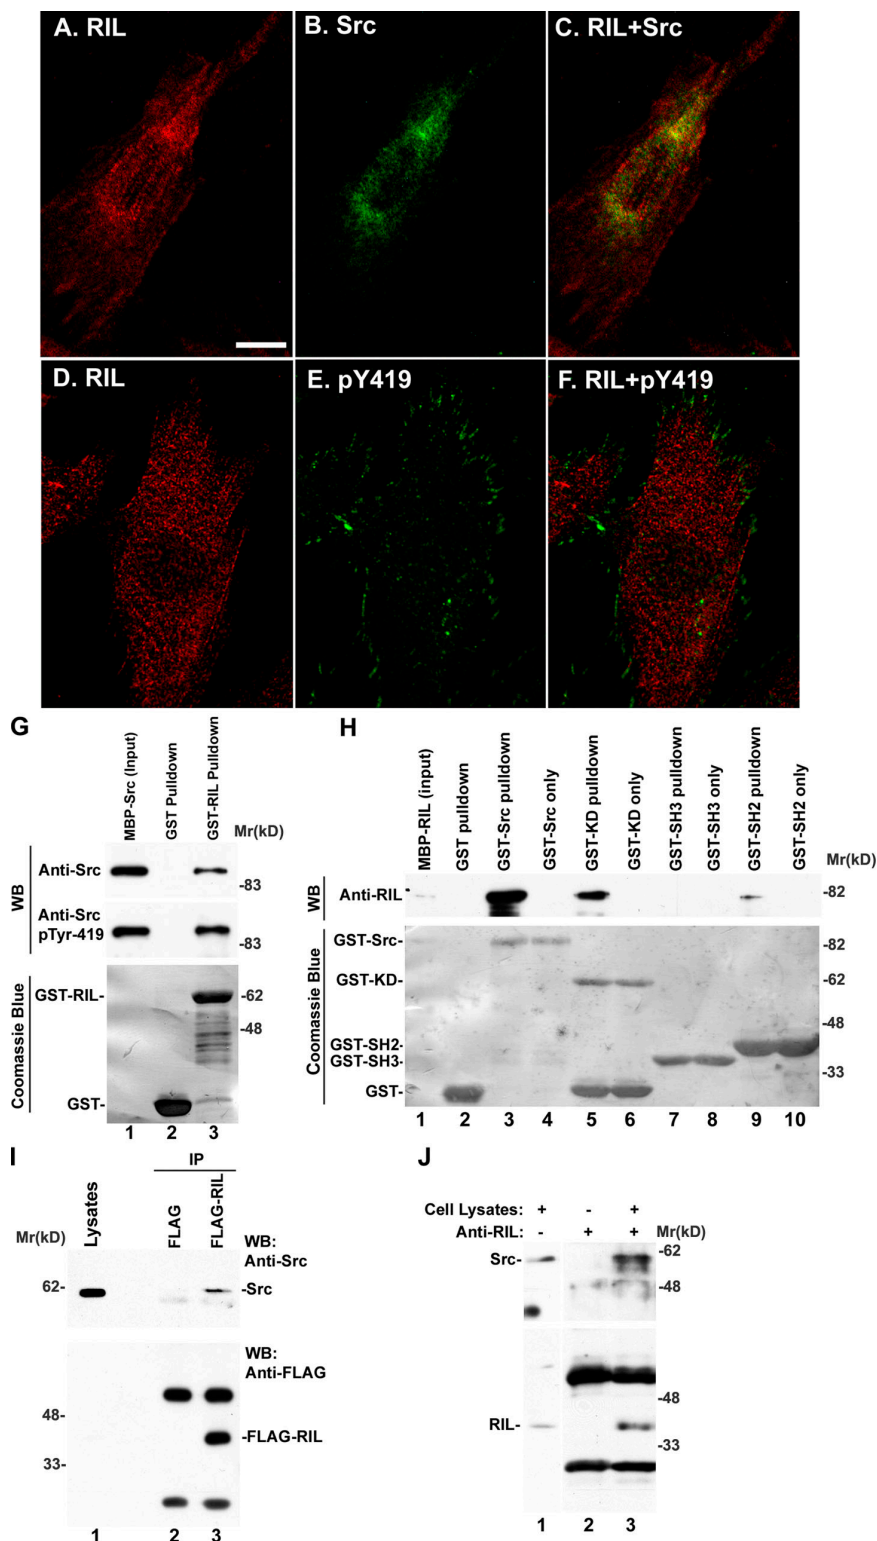 A. RIL
B. Src
C. RIL+Src
D. RIL
E. pY419
F. RIL+pY419
G
MBP-Src (Input)
GST Pulldown
GST-RIL Pulldown
Mr(kD)
WB
Anti-Src
-83
Anti-Src
pTyr-419
-83
Coomassie Blue
GST-RIL-
-62
-48
GST-
1 2 3
H
MBP-RIL (input)
GST pulldown
GST-Src pulldown
GST-Src only
GST-KD pulldown
GST-KD only
GST-SH3 pulldown
GST-SH3 only
GST-SH2 pulldown
GST-SH2 only
Mr(kD)
WB
Anti-RIL
-82
Coomassie Blue
GST-Src-
-82
GST-KD-
-62
-48
GST-SH2-
GST-SH3-
-33
GST-
1 2 3 4 5 6 7 8 9 10
I
IP
Lysates
FLAG
FLAG-RIL
Mr(kD)
WB:
Anti-Src
62-
-Src
WB:
Anti-FLAG
48-
-FLAG-RIL
33-
1 2 3
J
Cell Lysates: + - +
Anti-RIL: - + +
Mr(kD)
Src-
-62
-48
-48
RIL-
-33
1 2 3